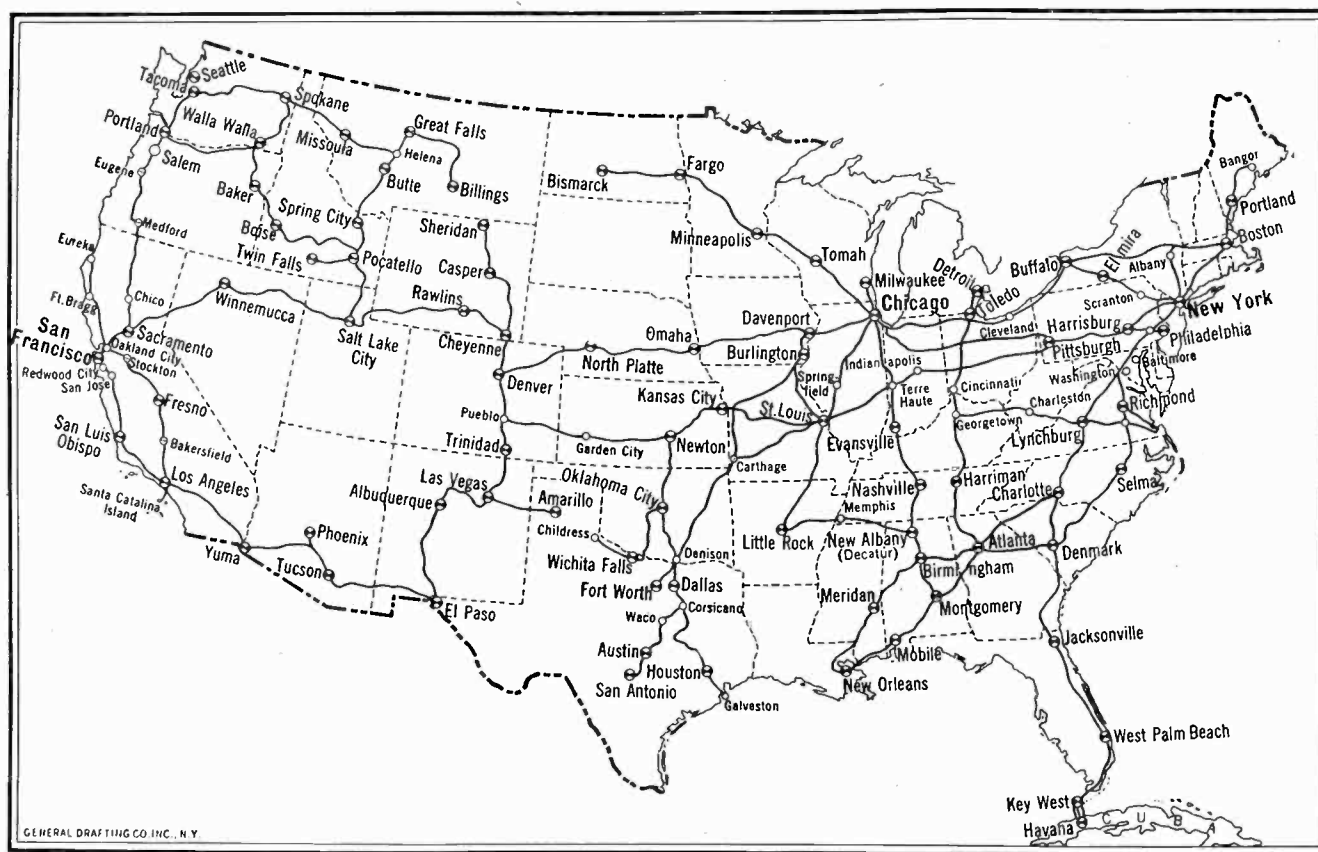 Seattle
Tacoma
Spokane
Walla Walla
Portland
Salem
Eugene
Medford
Eureka
Ft. Bragg
Chico
Great Falls
Missoula
Helena
Butte
Billings
Baker
Spring City
Boise
Twin Falls
Pocatello
Winnemucca
Salt Lake
City
Sheridan
Casper
Rawlins
Cheyenne
Bismarck
Fargo
Minneapolis
Tomah
Milwaukee
Chicago
Detroit
Toledo
Cleveland
Buffalo
Elmira
Albany
Scranton
Bangor
Portland
Boston
New York
Harrisburg
Philadelphia
Pittsburgh
Baltimore
Washington
Richmond
San
Francisco
Sacramento
Oakland City
Stockton
Redwood City
San Jose
Fresno
Bakersfield
San Luis
Obispo
Los Angeles
Santa Catalina
Island
Yuma
Phoenix
Tucson
El Paso
Denver
North Platte
Omaha
Davenport
Burlington
Pueblo
Trinidad
Garden City
Kansas City
Newton
Springfield
St. Louis
Indianapolis
Terre
Haute
Cincinnati
Charleston
Georgetown
Lynchburg
Evansville
Las Vegas
Albuquerque
Amarillo
Oklahoma
City
Carthage
Childress
Wichita Falls
Denison
Fort Worth
Dallas
Corsicano
Waco
Austin
San Antonio
Houston
Galveston
Little Rock
Memphis
Nashville
Harriman
Charlotte
Selma
New Albany
(Decatur)
Atlanta
Denmark
Birmingham
Meridan
Montgomery
Mobile
New Orleans
Jacksonville
West Palm Beach
Key West
Havana
CUBA
GENERAL DRAFTING CO. INC., N.Y.